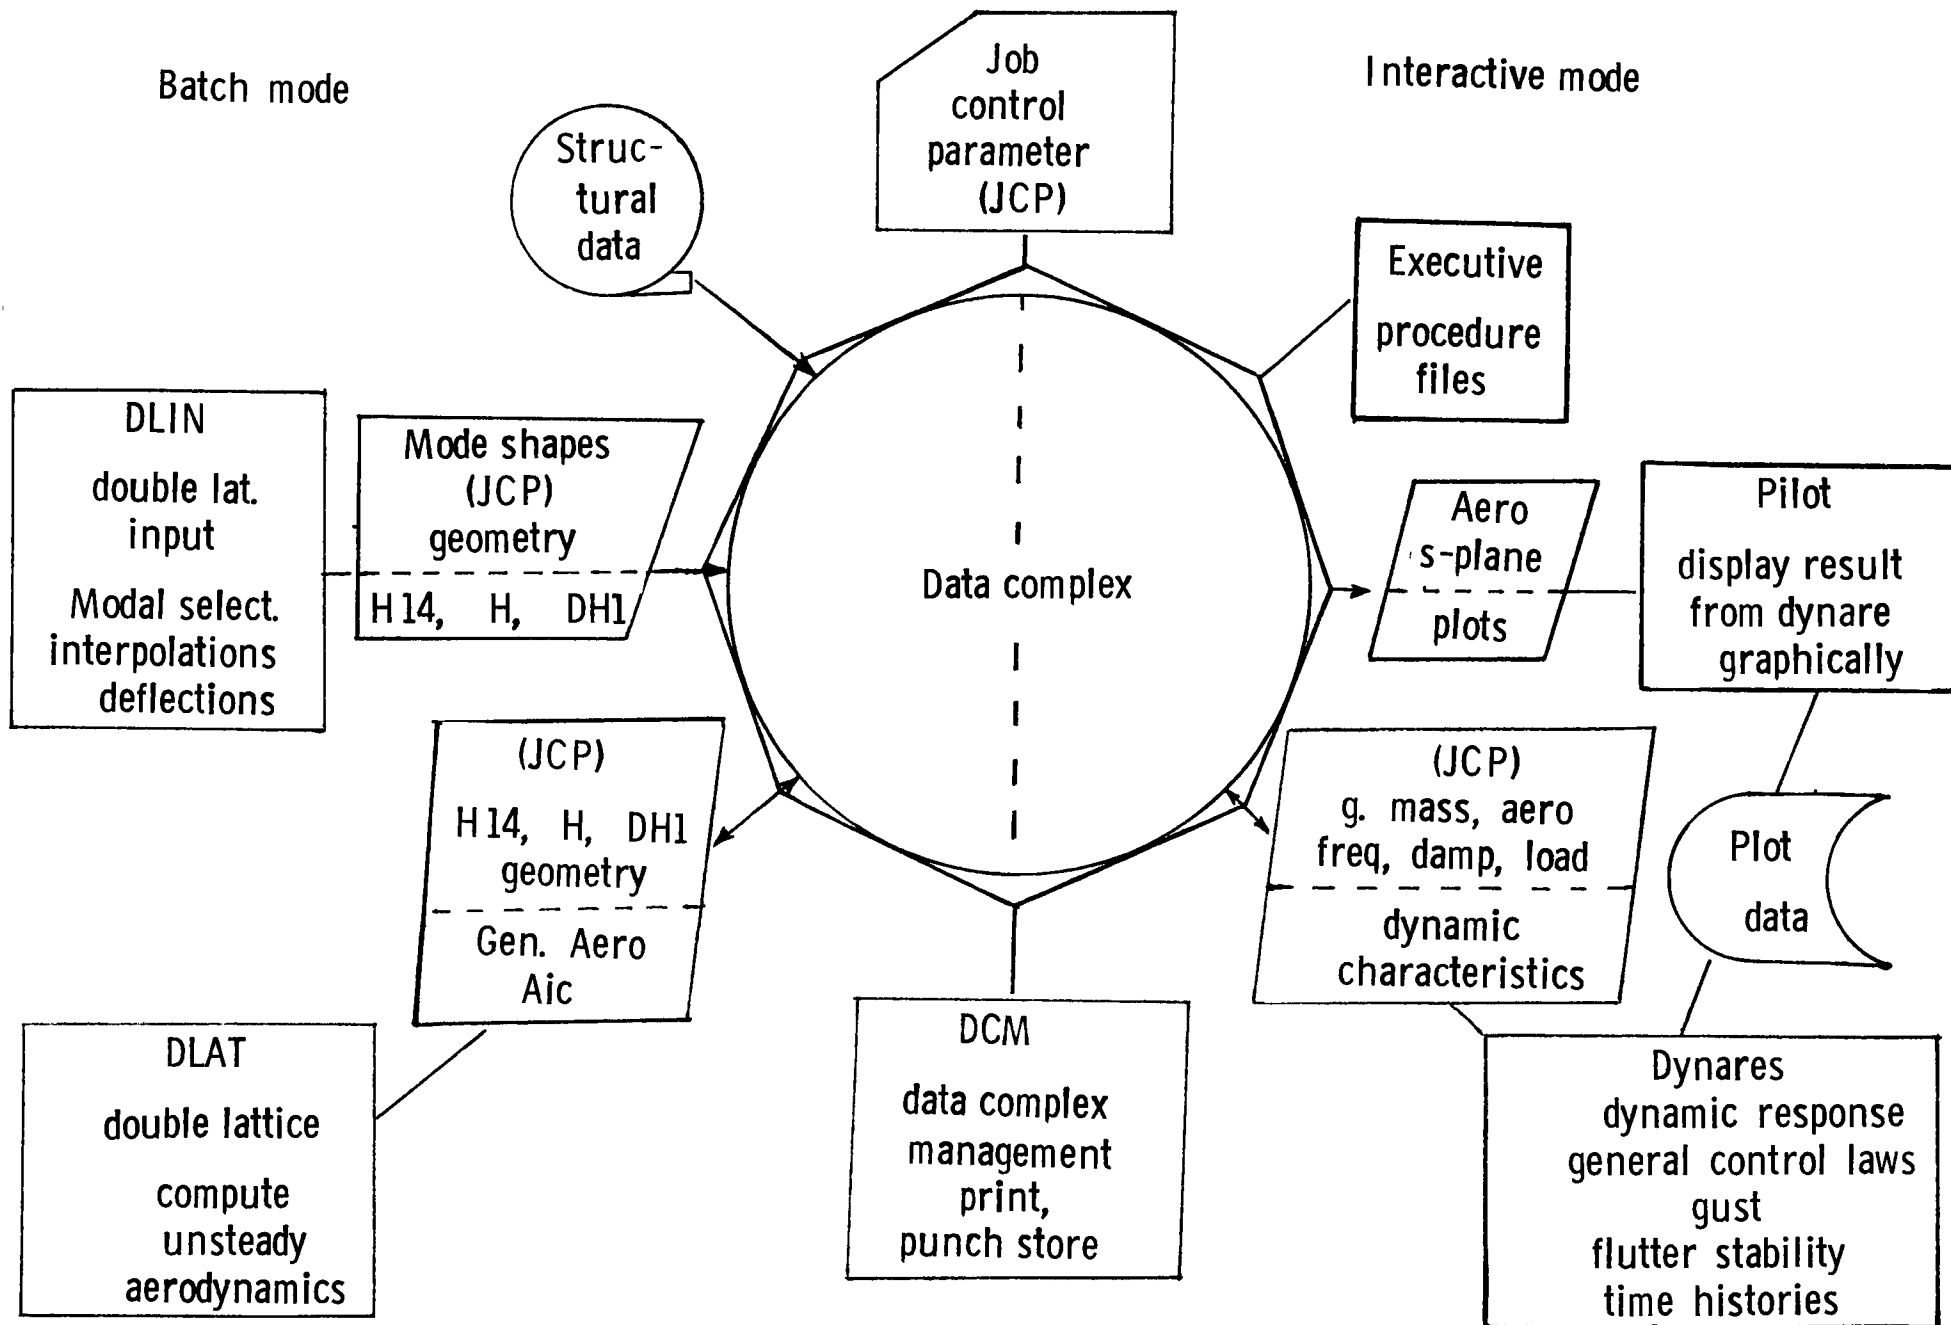 Batch mode
Job
control
parameter
(JCP)
Interactive mode
Struc-
tural
data
Executive
procedure
files
DLIN
double lat.
input
Modal select.
interpolations
deflections
Mode shapes
(JCP)
geometry
H14, H, DH1
Data complex
Aero
s-plane
plots
Pilot
display result
from dynare
graphically
(JCP)
H14, H, DH1
geometry
Gen. Aero
Aic
(JCP)
g. mass, aero
freq, damp, load
dynamic
characteristics
Plot
data
DLAT
double lattice
compute
unsteady
aerodynamics
DCM
data complex
management
print,
punch store
Dynares
dynamic response
general control laws
gust
flutter stability
time histories